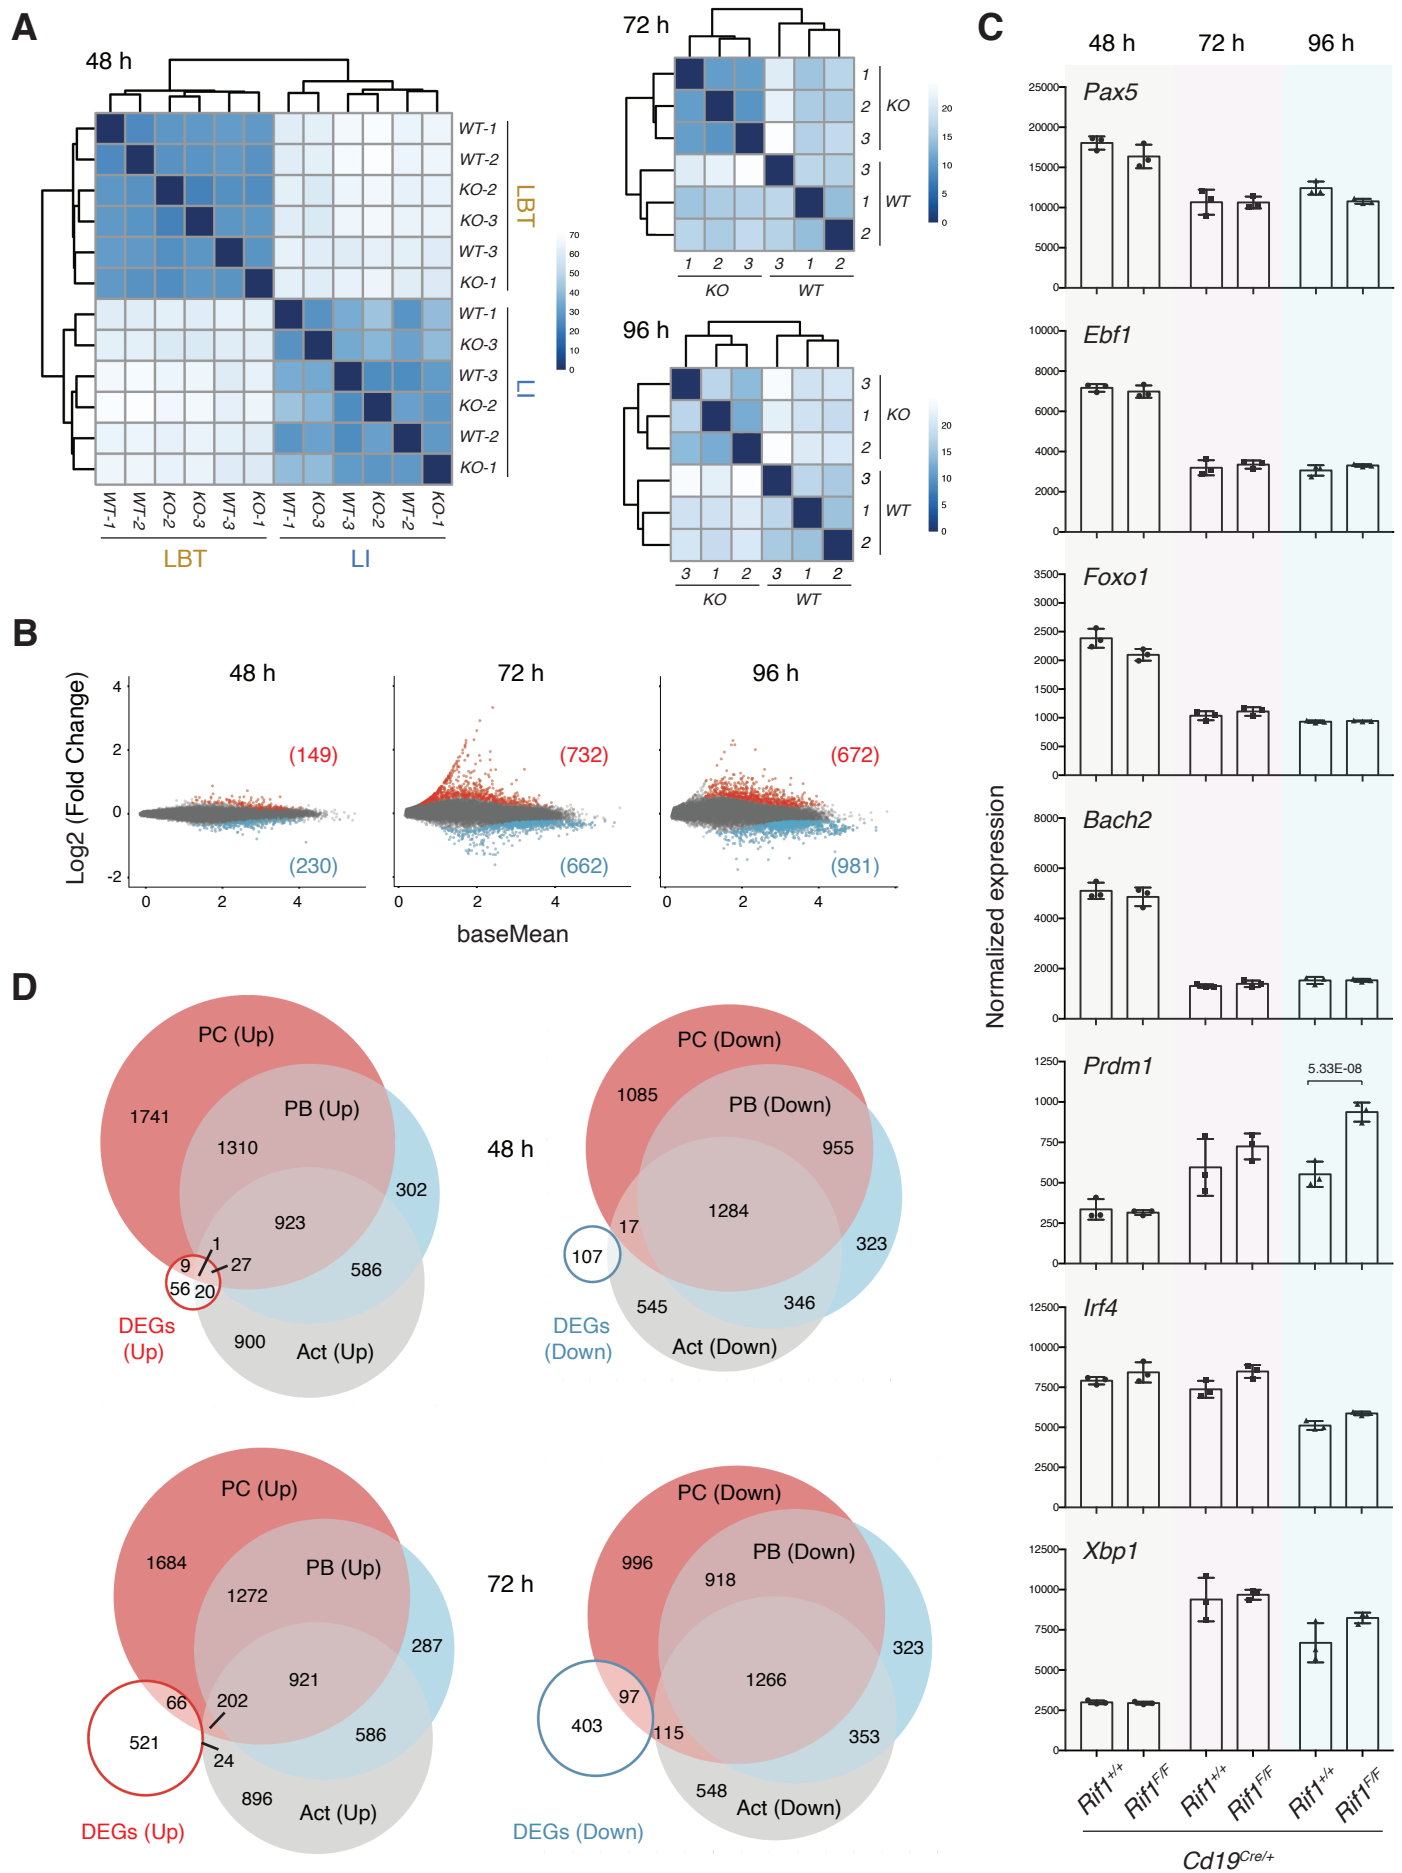 A
48 h
WT-1
WT-2
KO-2
KO-3
WT-3
KO-1
LBT
WT-1
KO-3
WT-3
KO-2
WT-2
KO-1
LI
70
60
50
40
30
20
10
0
WT-1 WT-2 KO-2 KO-3 WT-3 KO-1 WT-1 KO-3 WT-3 KO-2 WT-2 KO-1
LBT LI
72 h
1
2
3
KO
3
1
2
WT
20
15
10
5
0
1 2 3 3 1 2
KO WT
96 h
3
1
2
KO
3
1
2
WT
20
15
10
5
0
3 1 2 3 1 2
KO WT
B
48 h 72 h 96 h
Log2 (Fold Change)
4
2
0
-2
(149) (732) (672)
(230) (662) (981)
0 2 4 0 2 4 0 2 4
baseMean
C
48 h 72 h 96 h
Normalized expression
Pax5
25000
20000
15000
10000
5000
0
Ebf1
10000
8000
6000
4000
2000
0
Foxo1
3500
3000
2500
2000
1500
1000
500
0
Bach2
8000
6000
4000
2000
0
Prdm1
1250
1000
750
500
250
0
5.33E-08
Irf4
12500
10000
7500
5000
2500
0
Xbp1
12500
10000
7500
5000
2500
0
Rif1+/+ Rif1F/F Rif1+/+ Rif1F/F Rif1+/+ Rif1F/F
Cd19Cre/+
D
48 h
PC (Up)
1741
PB (Up)
1310
302
923
1
9
27
56
20
586
DEGs
(Up)
900
Act (Up)
PC (Down)
1085
PB (Down)
955
1284
17
107
323
545
346
DEGs
(Down)
Act (Down)
72 h
PC (Up)
1684
PB (Up)
1272
287
921
66
202
521
586
24
896
Act (Up)
DEGs (Up)
PC (Down)
996
PB (Down)
918
323
1266
97
403
115
353
548
Act (Down)
DEGs (Down)